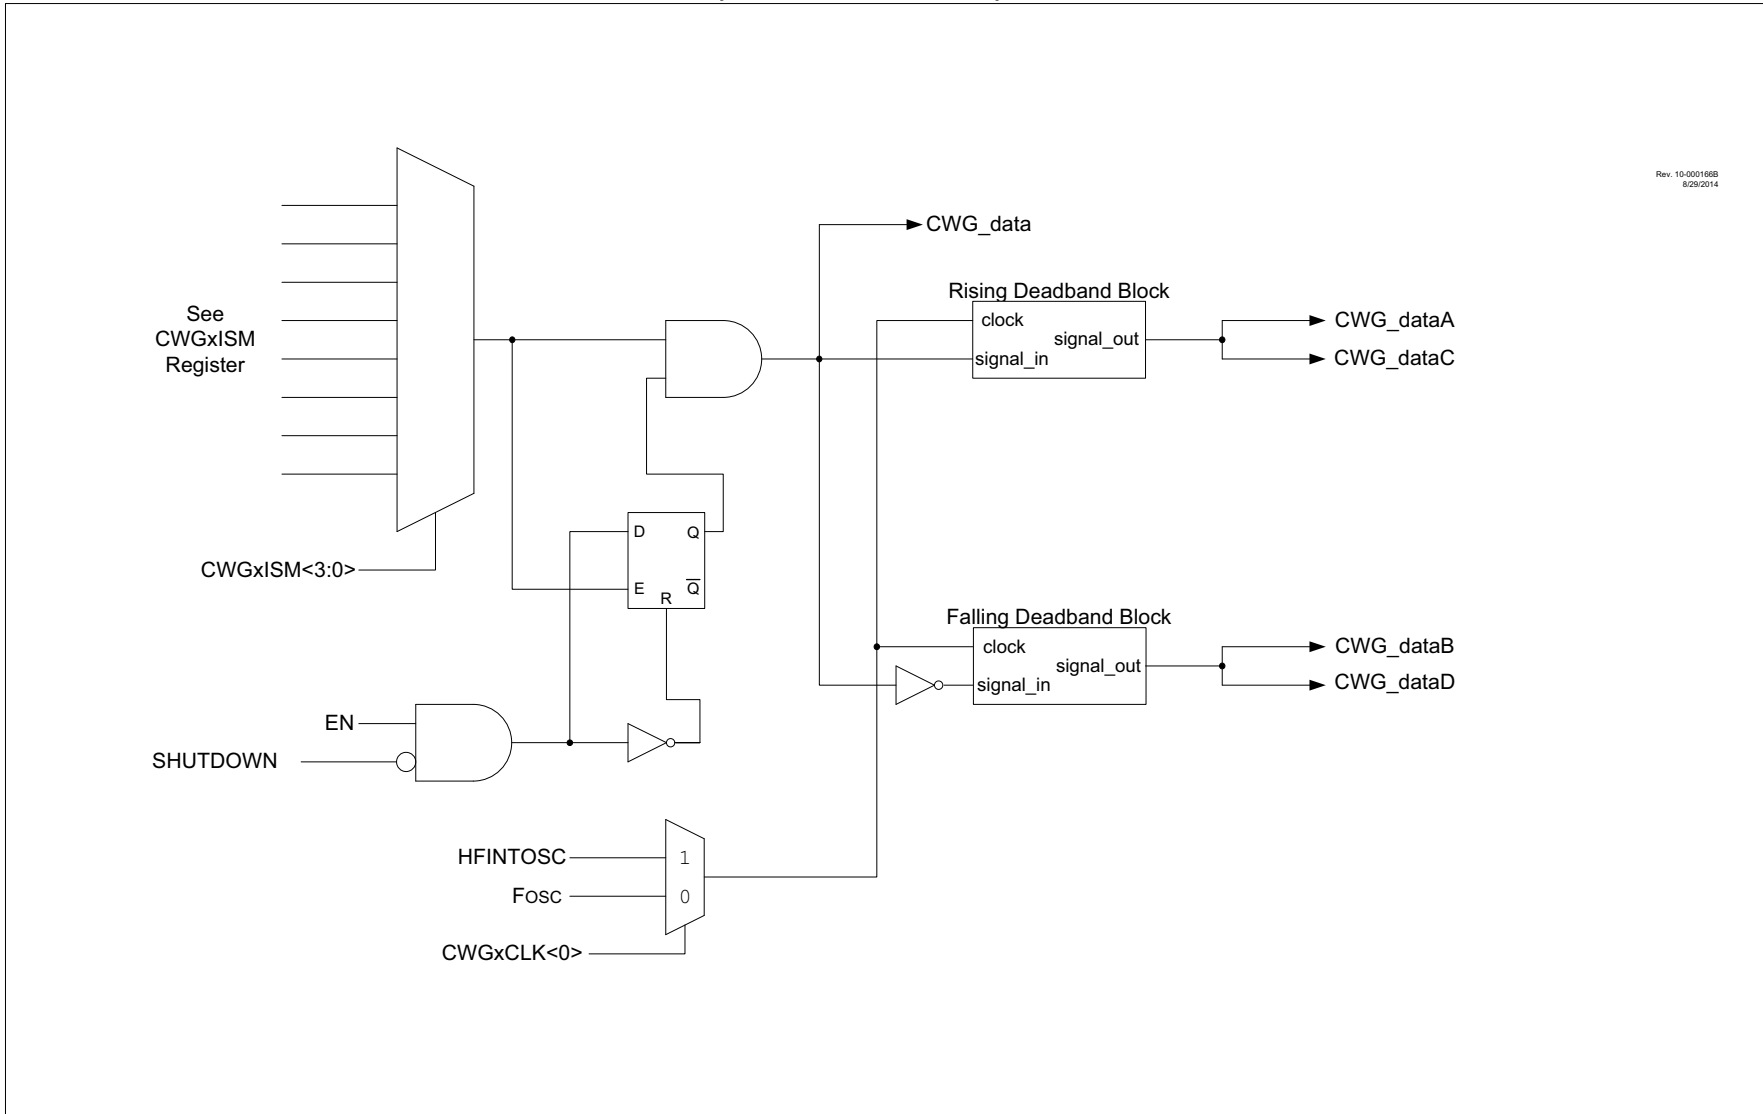 Rev. 10-000166B
8/29/2014
CWG_data
Rising Deadband Block
clock
signal_out
signal_in
CWG_dataA
CWG_dataC
See
CWGxISM
Register
D
Q
E
Q̅
R
CWGxISM<3:0>
Falling Deadband Block
clock
signal_out
signal_in
CWG_dataB
CWG_dataD
EN
SHUTDOWN
HFINTOSC
1
FOSC
0
CWGxCLK<0>